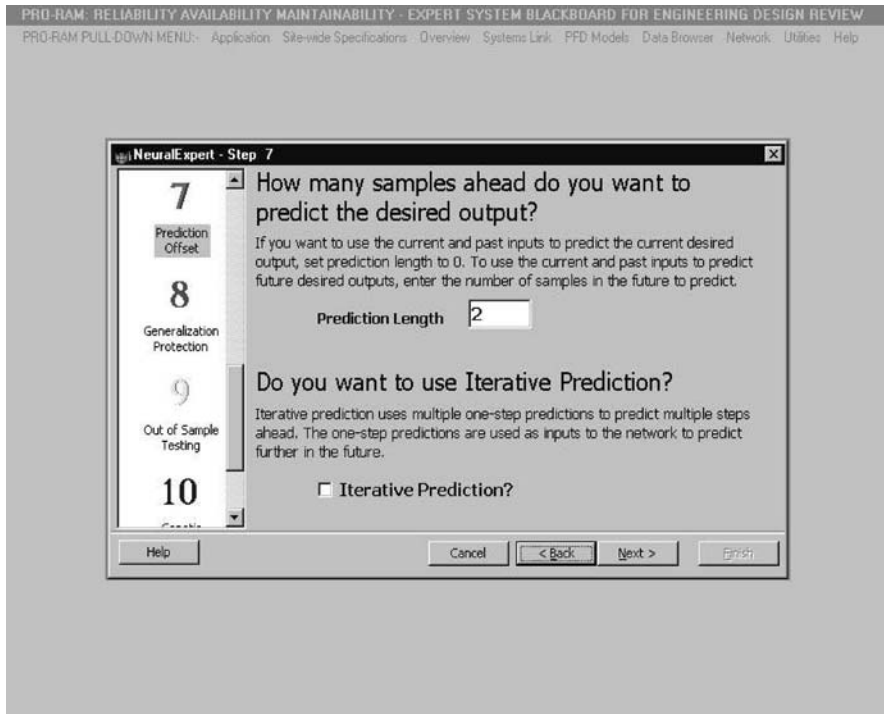 PRO-RAM: RELIABILITY AVAILABILITY MAINTAINABILITY - EXPERT SYSTEM BLACKBOARD FOR ENGINEERING DESIGN REVIEW
PRO-RAM PULL-DOWN MENU:- Application Site-wide Specifications Overview Systems Link PFD Models Data Browser Network Utilities Help
NeuralExpert - Step 7
7
Prediction
Offset
8
Generalization
Protection
9
Out of Sample
Testing
10
How many samples ahead do you want to
predict the desired output?
If you want to use the current and past inputs to predict the current desired
output, set prediction length to 0. To use the current and past inputs to predict
future desired outputs, enter the number of samples in the future to predict.
Prediction Length 2
Do you want to use Iterative Prediction?
Iterative prediction uses multiple one-step predictions to predict multiple steps
ahead. The one-step predictions are used as inputs to the network to predict
further in the future.
Iterative Prediction?
Help Cancel < Back Next > Finish